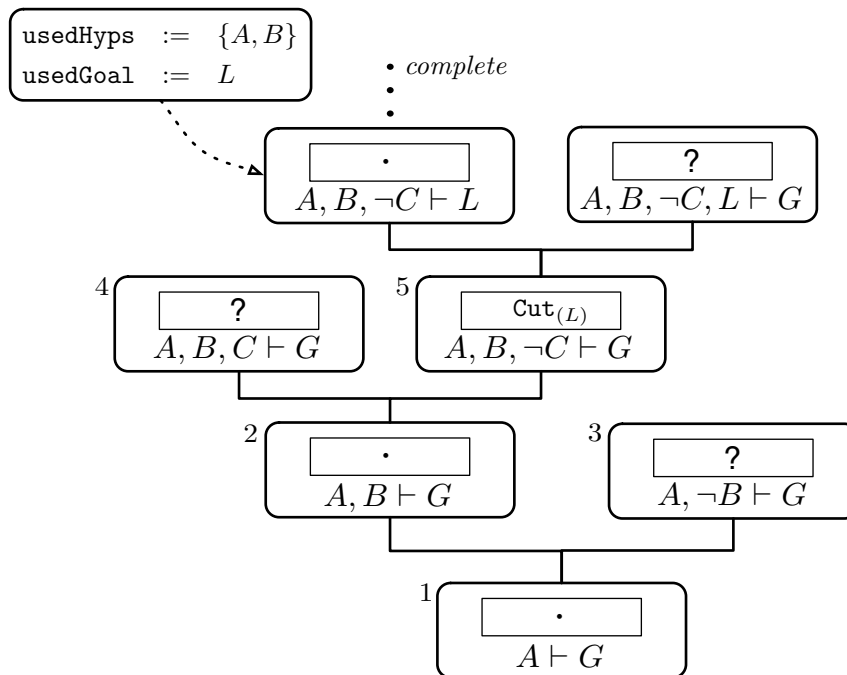 usedHyps := {A, B}
usedGoal := L
complete
·
A, B, ¬C ⊢ L
?
A, B, ¬C, L ⊢ G
4
?
A, B, C ⊢ G
5
Cut(L)
A, B, ¬C ⊢ G
2
·
A, B ⊢ G
3
?
A, ¬B ⊢ G
1
·
A ⊢ G